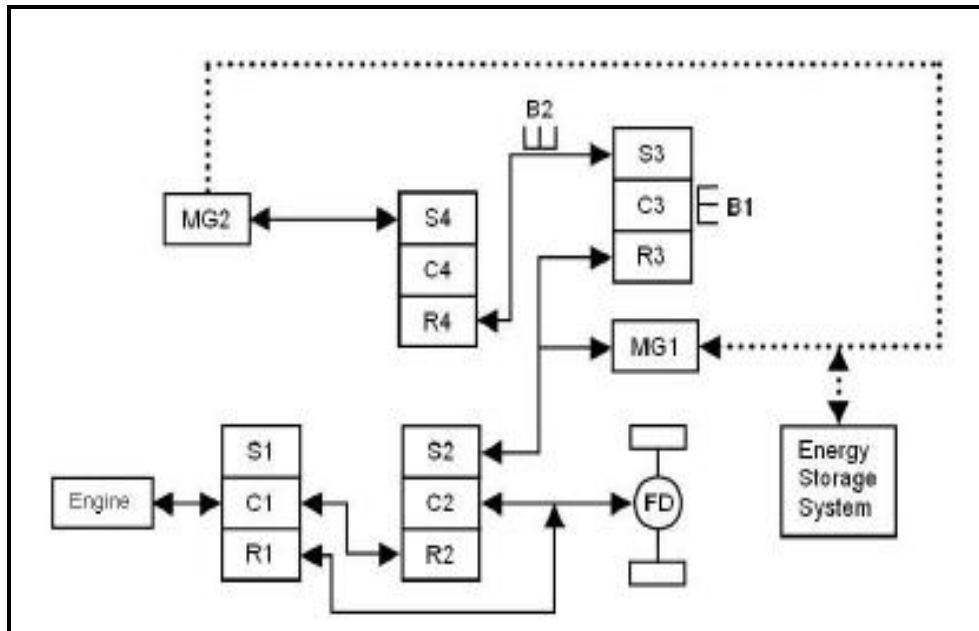 B2
S3
C3
B1
R3
MG2
S4
C4
R4
MG1
S1
C1
R1
S2
C2
R2
Engine
FD
Energy
Storage
System